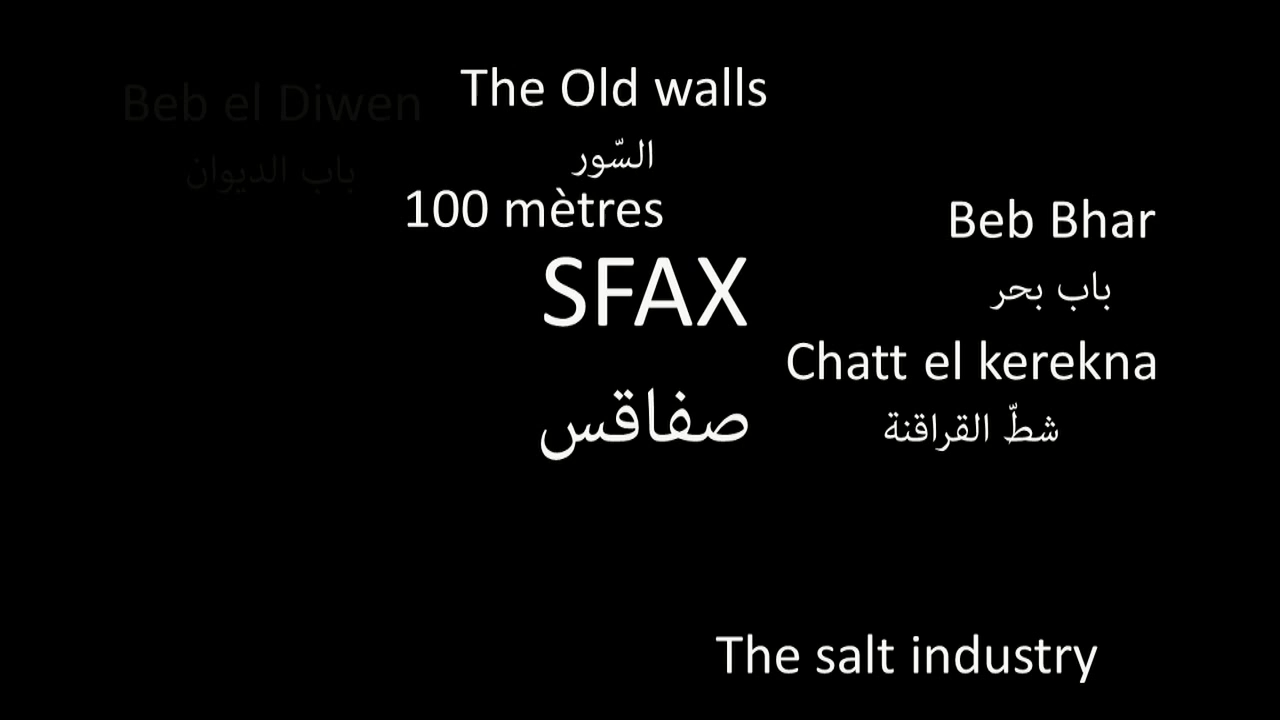 The Old walls
السّور
Beb el Diwen
باب الديوان
100 mètres
Beb Bhar
باب بحر
SFAX
صفاقس
Chatt el kerekna
شطّ القراقنة
The salt industry